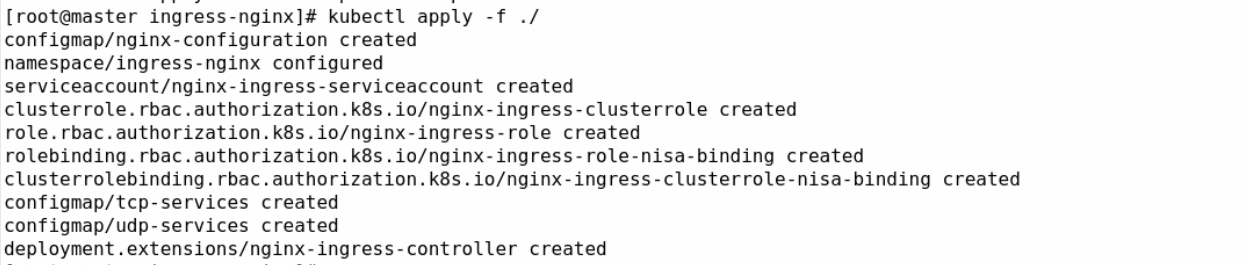 [root@master ingress-nginx]# kubectl apply -f ./
configmap/nginx-configuration created
namespace/ingress-nginx configured
serviceaccount/nginx-ingress-serviceaccount created
clusterrole.rbac.authorization.k8s.io/nginx-ingress-clusterrole created
role.rbac.authorization.k8s.io/nginx-ingress-role created
rolebinding.rbac.authorization.k8s.io/nginx-ingress-role-nisa-binding created
clusterrolebinding.rbac.authorization.k8s.io/nginx-ingress-clusterrole-nisa-binding created
configmap/tcp-services created
configmap/udp-services created
deployment.extensions/nginx-ingress-controller created